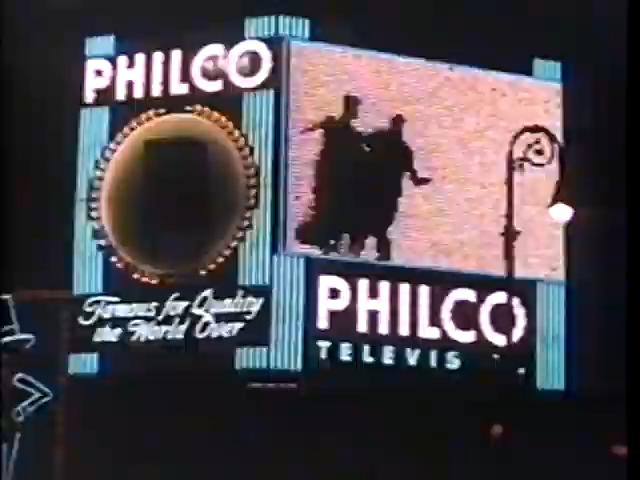 PHILCO
Famous for Quality
the World Over
PHILCO
TELEVIS